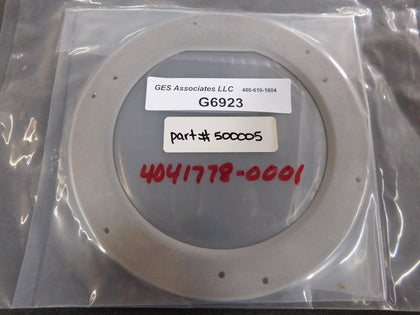 GES Associates LLC 480-610-1604
G6923
part# 500005
4041778-0001